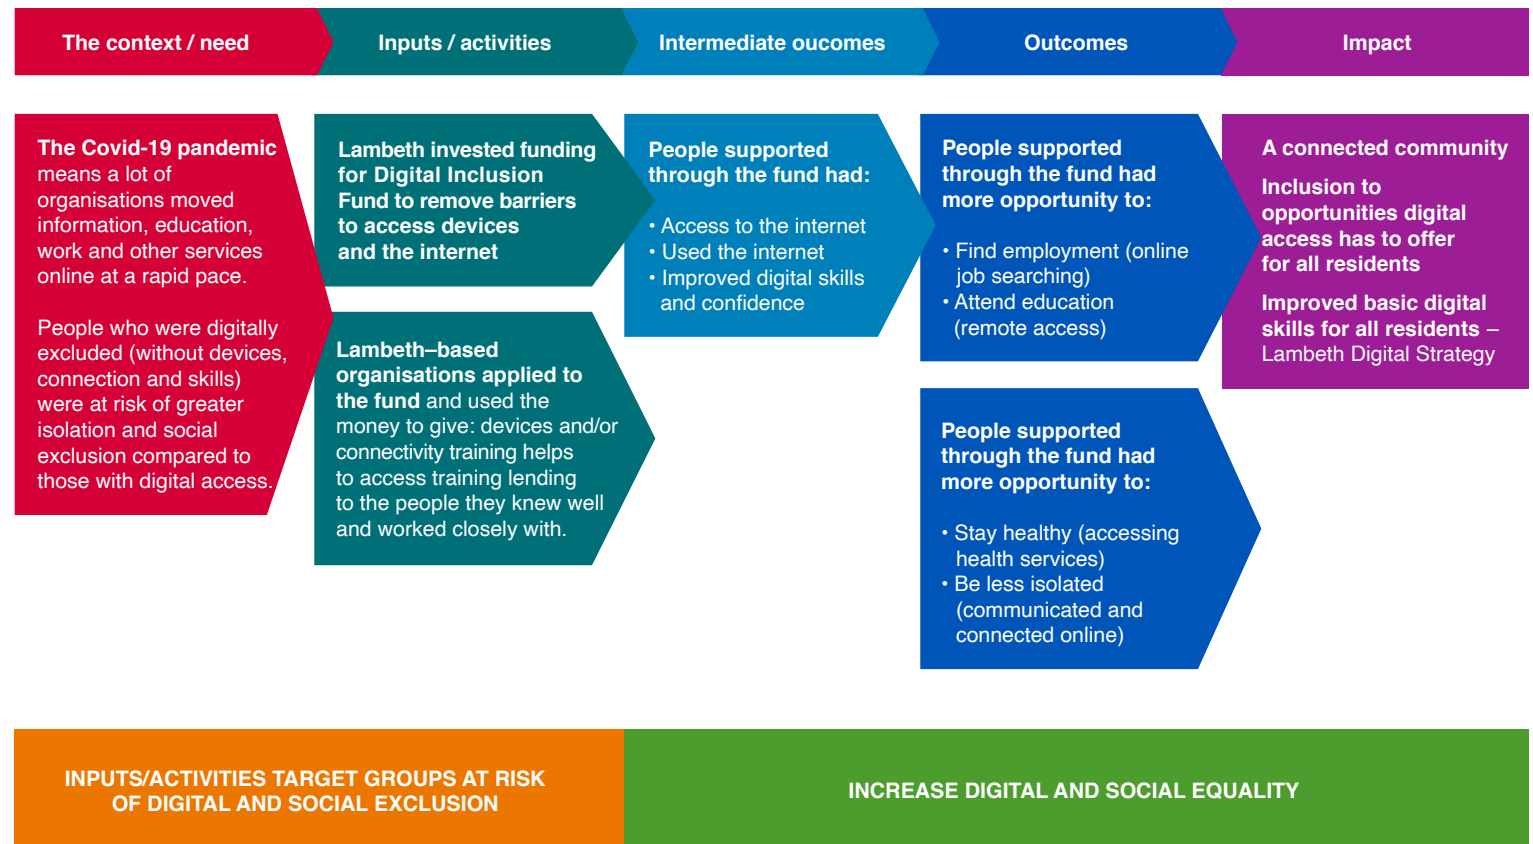 The context / need
Inputs / activities
Intermediate oucomes
Outcomes
Impact
The Covid-19 pandemic
means a lot of
organisations moved
information, education,
work and other services
online at a rapid pace.
People who were digitally
excluded (without devices,
connection and skills)
were at risk of greater
isolation and social
exclusion compared to
those with digital access.
Lambeth invested funding
for Digital Inclusion
Fund to remove barriers
to access devices
and the internet
Lambeth–based
organisations applied to
the fund and used the
money to give: devices and/or
connectivity training helps
to access training lending
to the people they knew well
and worked closely with.
People supported
through the fund had:
• Access to the internet
• Used the internet
• Improved digital skills
and confidence
People supported
through the fund had
more opportunity to:
• Find employment (online
job searching)
• Attend education
(remote access)
People supported
through the fund had
more opportunity to:
• Stay healthy (accessing
health services)
• Be less isolated
(communicated and
connected online)
A connected community
Inclusion to
opportunities digital
access has to offer
for all residents
Improved basic digital
skills for all residents –
Lambeth Digital Strategy
INPUTS/ACTIVITIES TARGET GROUPS AT RISK
OF DIGITAL AND SOCIAL EXCLUSION
INCREASE DIGITAL AND SOCIAL EQUALITY